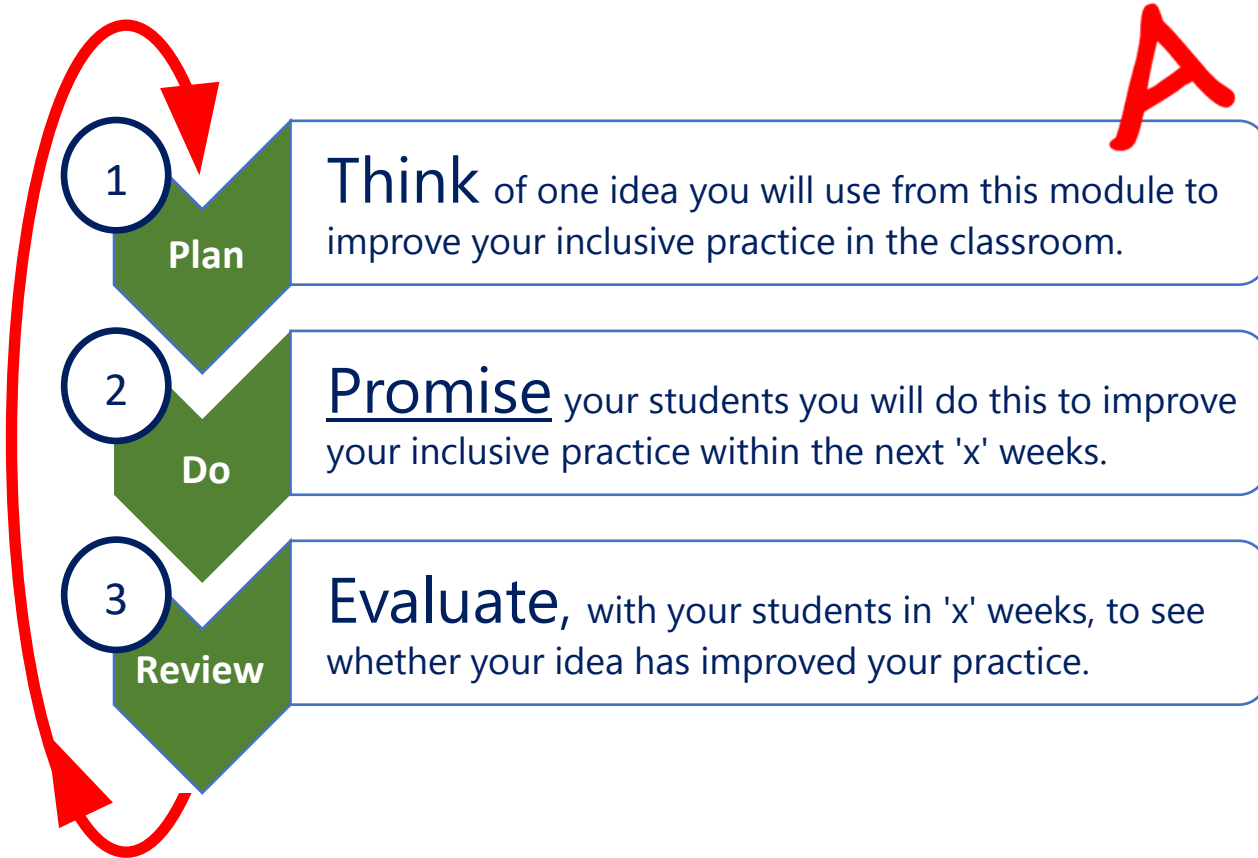 A
1
Plan
Think of one idea you will use from this module to
improve your inclusive practice in the classroom.
2
Do
Promise your students you will do this to improve
your inclusive practice within the next 'x' weeks.
3
Review
Evaluate, with your students in 'x' weeks, to see
whether your idea has improved your practice.